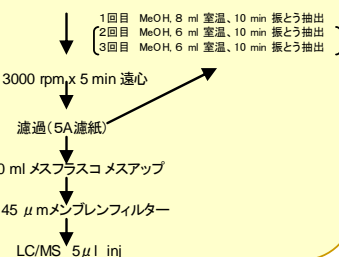 1回目 MeOH, 8 ml 室温、10 min 振とう抽出
2回目 MeOH, 6 ml 室温、10 min 振とう抽出
3回目 MeOH, 6 ml 室温、10 min 振とう抽出
3000 rpm x 5 min 遠心
濾過(5A濾紙)
0 ml メスフラスコ メスアップ
45 μmメンブレンフィルター
LC/MS 5μl inj